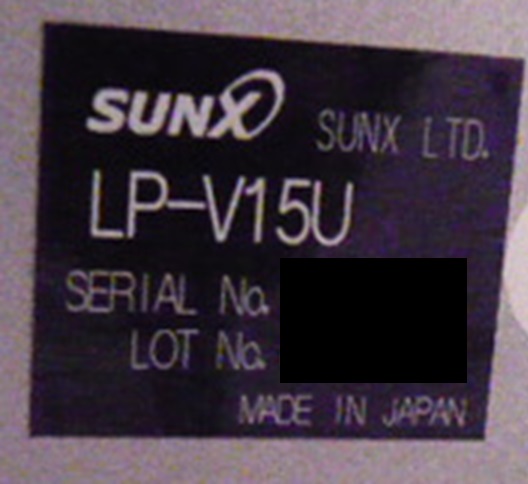 SUNX SUNX LTD.
LP-V15U
SERIAL No.
LOT No.
MADE IN JAPAN